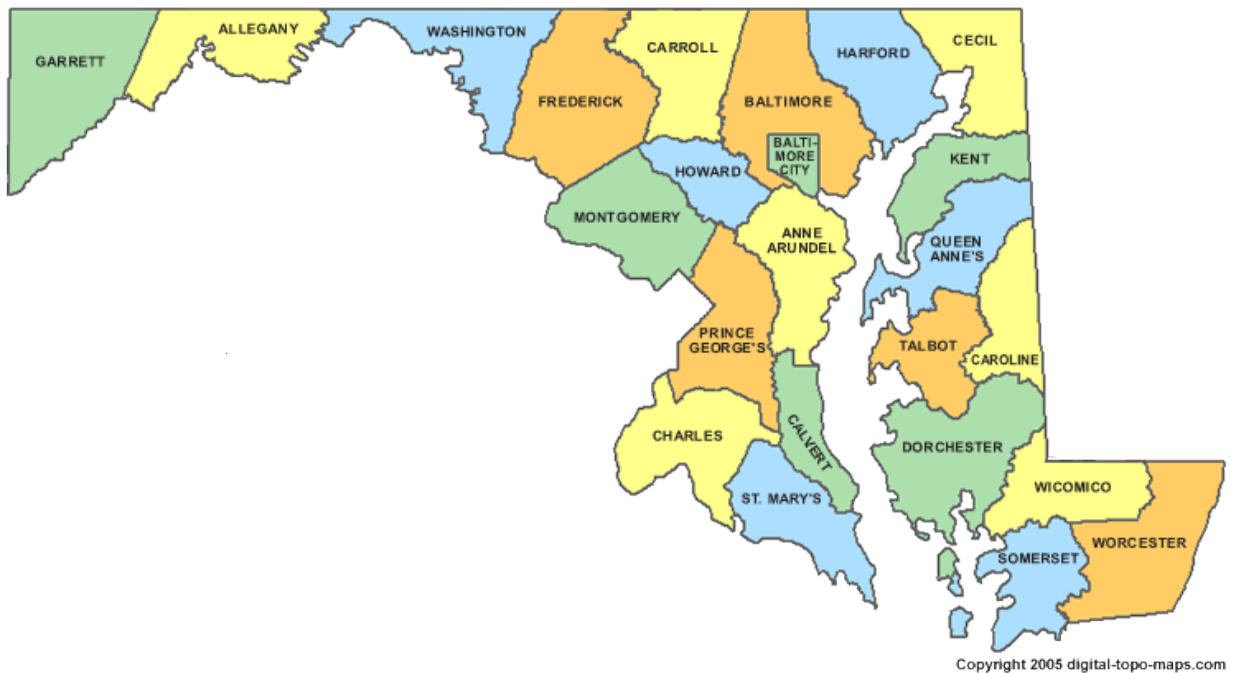 GARRETT
ALLEGANY
WASHINGTON
FREDERICK
CARROLL
BALTIMORE
HARFORD
CECIL
BALTI-
MORE
CITY
KENT
HOWARD
MONTGOMERY
ANNE
ARUNDEL
QUEEN
ANNE'S
PRINCE
GEORGE'S
TALBOT
CAROLINE
CHARLES
CALVERT
DORCHESTER
ST. MARY'S
WICOMICO
SOMERSET
WORCESTER
Copyright 2005 digital-topo-maps.com